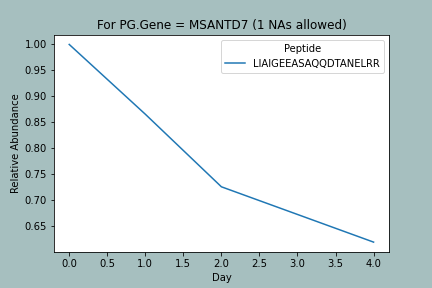 For PG.Gene = MSANTD7 (1 NAs allowed)
Peptide
LIAIGEEASAQQDTANELRR
Relative Abundance
1.00
0.95
0.90
0.85
0.80
0.75
0.70
0.65
0.0 0.5 1.0 1.5 2.0 2.5 3.0 3.5 4.0
Day